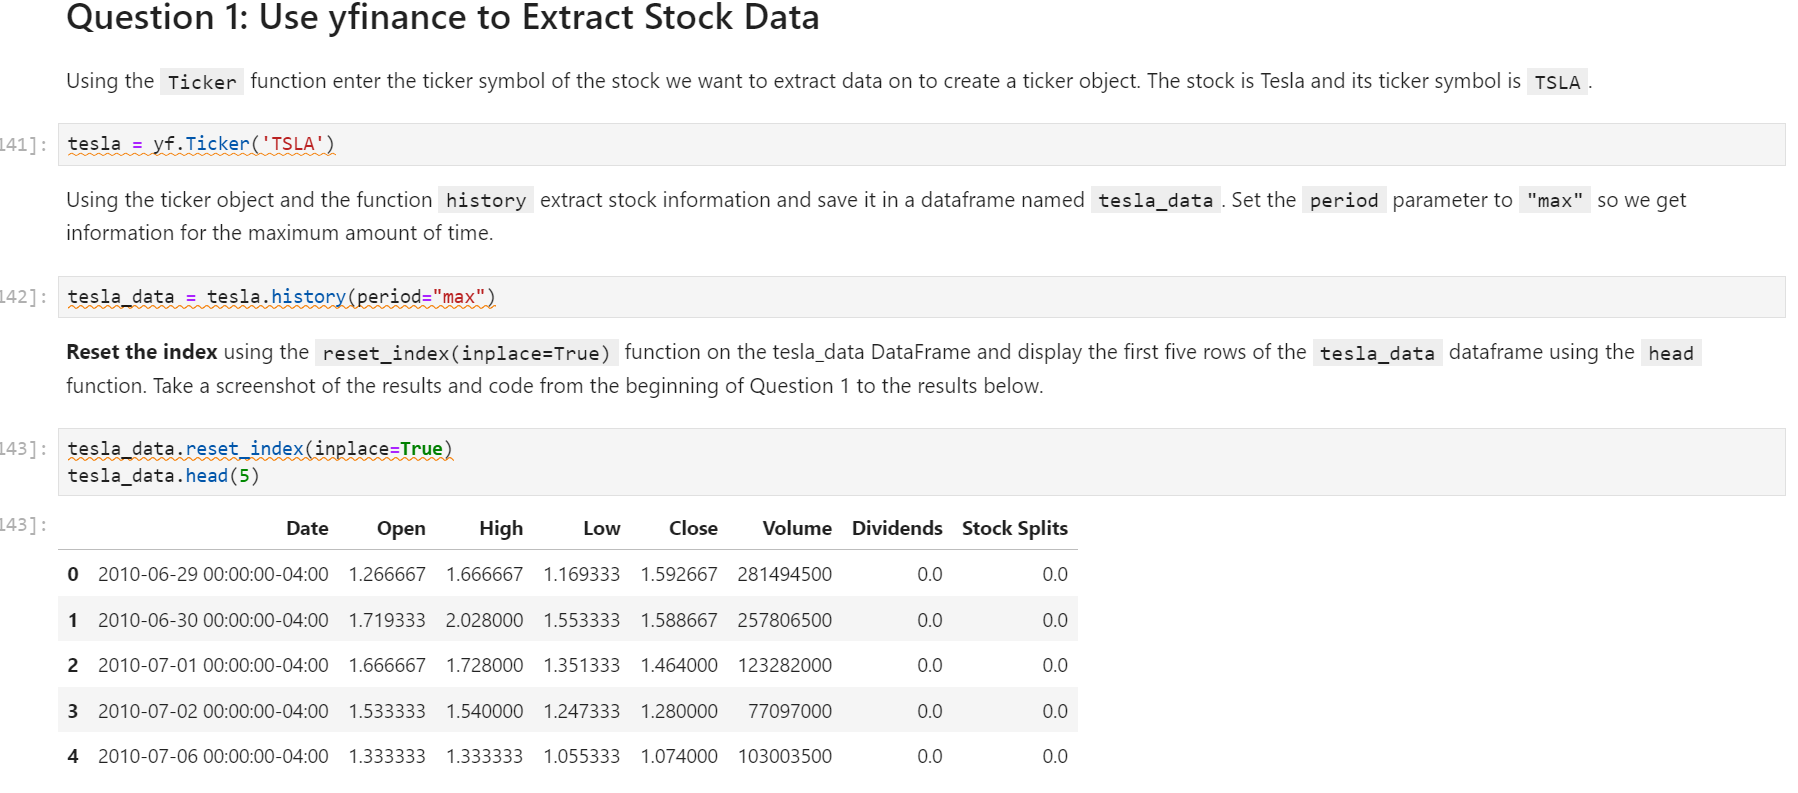 Question 1: Use yfinance to Extract Stock Data
Using the Ticker function enter the ticker symbol of the stock we want to extract data on to create a ticker object. The stock is Tesla and its ticker symbol is TSLA .
141]: tesla = yf.Ticker('TSLA')
Using the ticker object and the function history extract stock information and save it in a dataframe named tesla_data . Set the period parameter to "max" so we get
information for the maximum amount of time.
142]: tesla_data = tesla.history(period="max")
Reset the index using the reset_index(inplace=True) function on the tesla_data DataFrame and display the first five rows of the tesla_data dataframe using the head
function. Take a screenshot of the results and code from the beginning of Question 1 to the results below.
143]: tesla_data.reset_index(inplace=True)
tesla_data.head(5)
143]: Date Open High Low Close Volume Dividends Stock Splits
0 2010-06-29 00:00:00-04:00 1.266667 1.666667 1.169333 1.592667 281494500 0.0 0.0
1 2010-06-30 00:00:00-04:00 1.719333 2.028000 1.553333 1.588667 257806500 0.0 0.0
2 2010-07-01 00:00:00-04:00 1.666667 1.728000 1.351333 1.464000 123282000 0.0 0.0
3 2010-07-02 00:00:00-04:00 1.533333 1.540000 1.247333 1.280000 77097000 0.0 0.0
4 2010-07-06 00:00:00-04:00 1.333333 1.333333 1.055333 1.074000 103003500 0.0 0.0